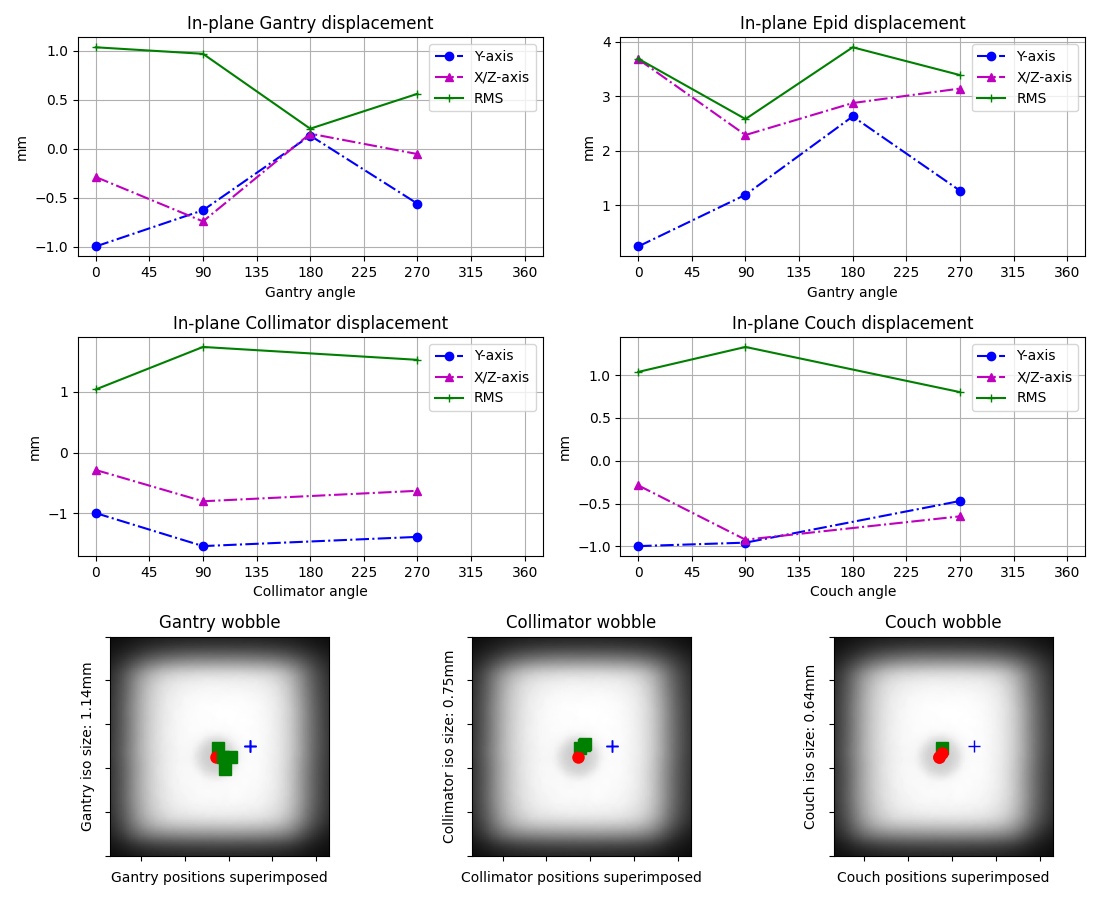 In-plane Gantry displacement
mm
1.0
0.5
0.0
−0.5
−1.0
Y-axis
X/Z-axis
RMS
0 45 90 135 180 225 270 315 360
Gantry angle
In-plane Epid displacement
mm
4
3
2
1
Y-axis
X/Z-axis
RMS
0 45 90 135 180 225 270 315 360
Gantry angle
In-plane Collimator displacement
mm
1
0
−1
Y-axis
X/Z-axis
RMS
0 45 90 135 180 225 270 315 360
Collimator angle
In-plane Couch displacement
mm
1.0
0.5
0.0
−0.5
−1.0
Y-axis
X/Z-axis
RMS
0 45 90 135 180 225 270 315 360
Couch angle
Gantry wobble
Gantry iso size: 1.14mm
Gantry positions superimposed
Collimator wobble
Collimator iso size: 0.75mm
Collimator positions superimposed
Couch wobble
Couch iso size: 0.64mm
Couch positions superimposed